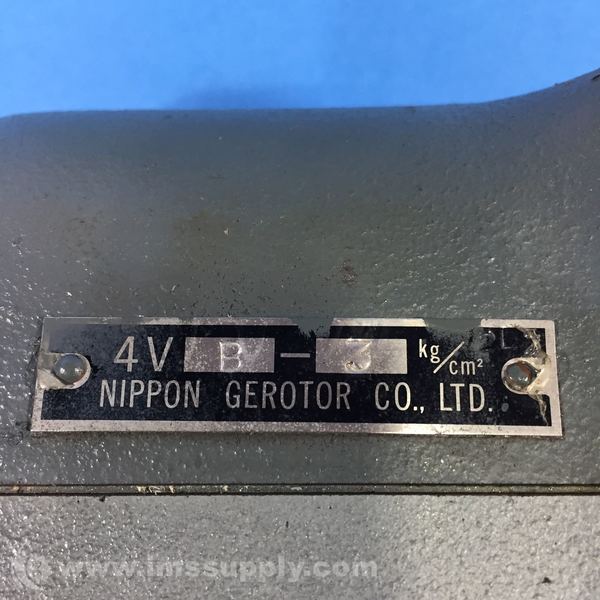 4V B - 3 kg/cm²
NIPPON GEROTOR CO., LTD.
www.imssupply.com